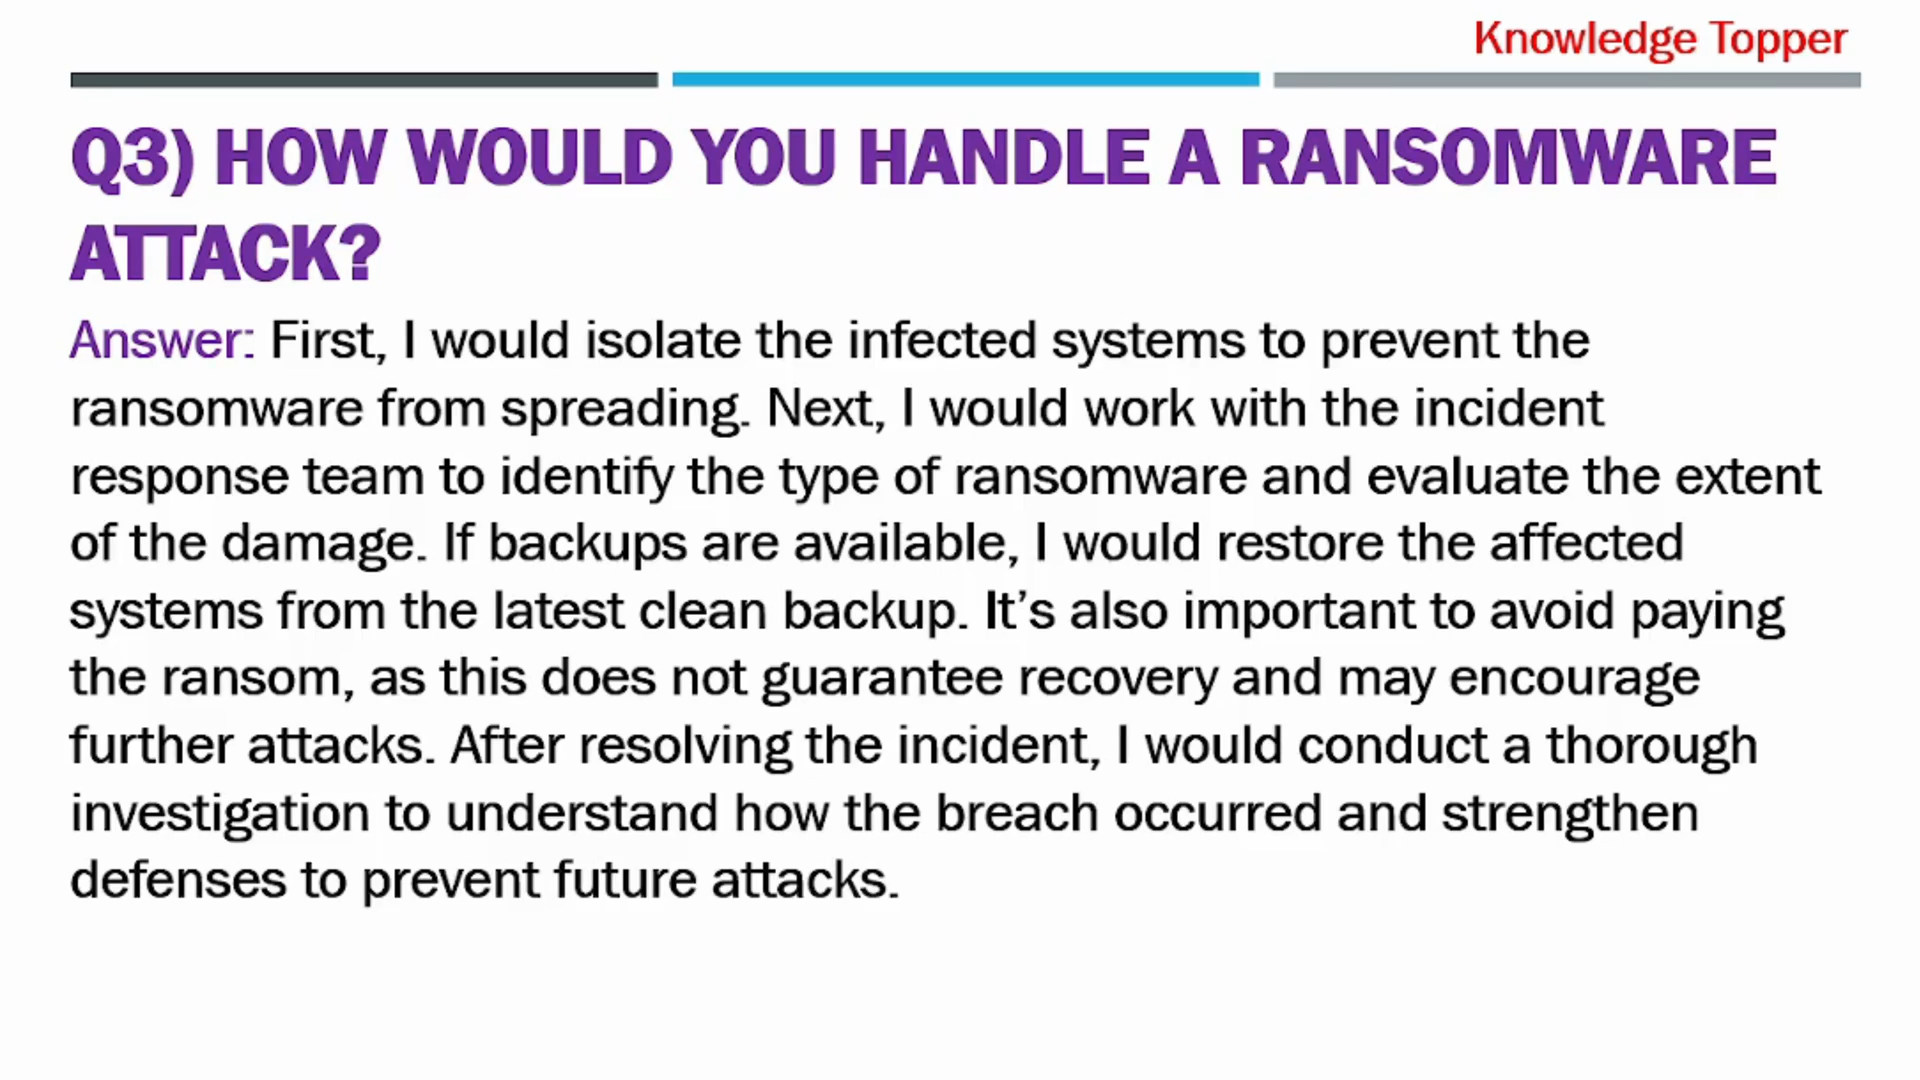 Knowledge Topper
Q3) HOW WOULD YOU HANDLE A RANSOMWARE
ATTACK?
Answer: First, I would isolate the infected systems to prevent the
ransomware from spreading. Next, I would work with the incident
response team to identify the type of ransomware and evaluate the extent
of the damage. If backups are available, I would restore the affected
systems from the latest clean backup. It’s also important to avoid paying
the ransom, as this does not guarantee recovery and may encourage
further attacks. After resolving the incident, I would conduct a thorough
investigation to understand how the breach occurred and strengthen
defenses to prevent future attacks.